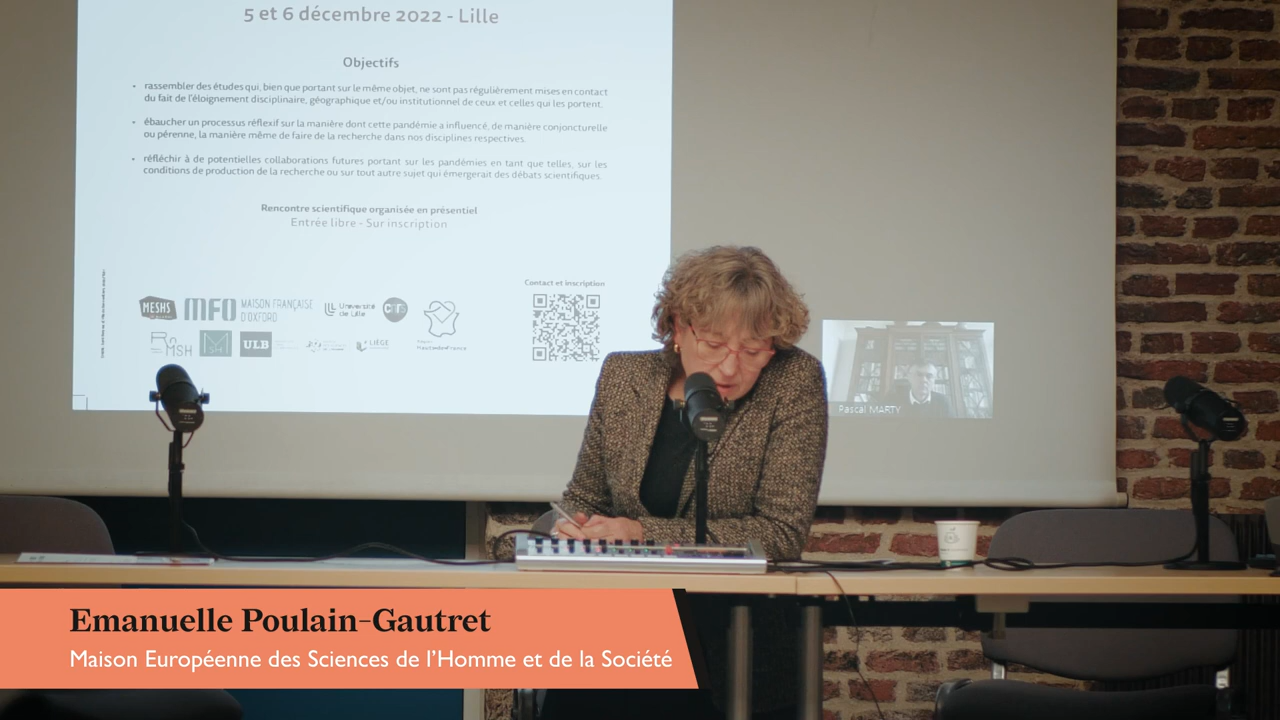 5 et 6 décembre 2022 - Lille
Objectifs
• rassembler des études qui, bien que portant sur le même objet, ne sont pas régulièrement mises en contact
du fait de l'éloignement disciplinaire, géographique et/ou institutionnel de ceux et celles qui les portent.
• ébaucher un processus réflexif sur la manière dont cette pandémie a influencé, de manière conjoncturelle
ou pérenne, la manière même de faire de la recherche dans nos disciplines respectives.
• réfléchir à de potentielles collaborations futures portant sur les pandémies en tant que telles, sur les
conditions de production de la recherche ou sur tout autre sujet qui émergerait des débats scientifiques.
Rencontre scientifique organisée en présentiel
Entrée libre - Sur inscription
Contact et inscription
MESHS
MFO
MAISON FRANÇAISE
D'OXFORD
Université
de Lille
MSH
ULB
LIÈGE
Pascal MARTY
Emanuelle Poulain-Gautret
Maison Européenne des Sciences de l'Homme et de la Société